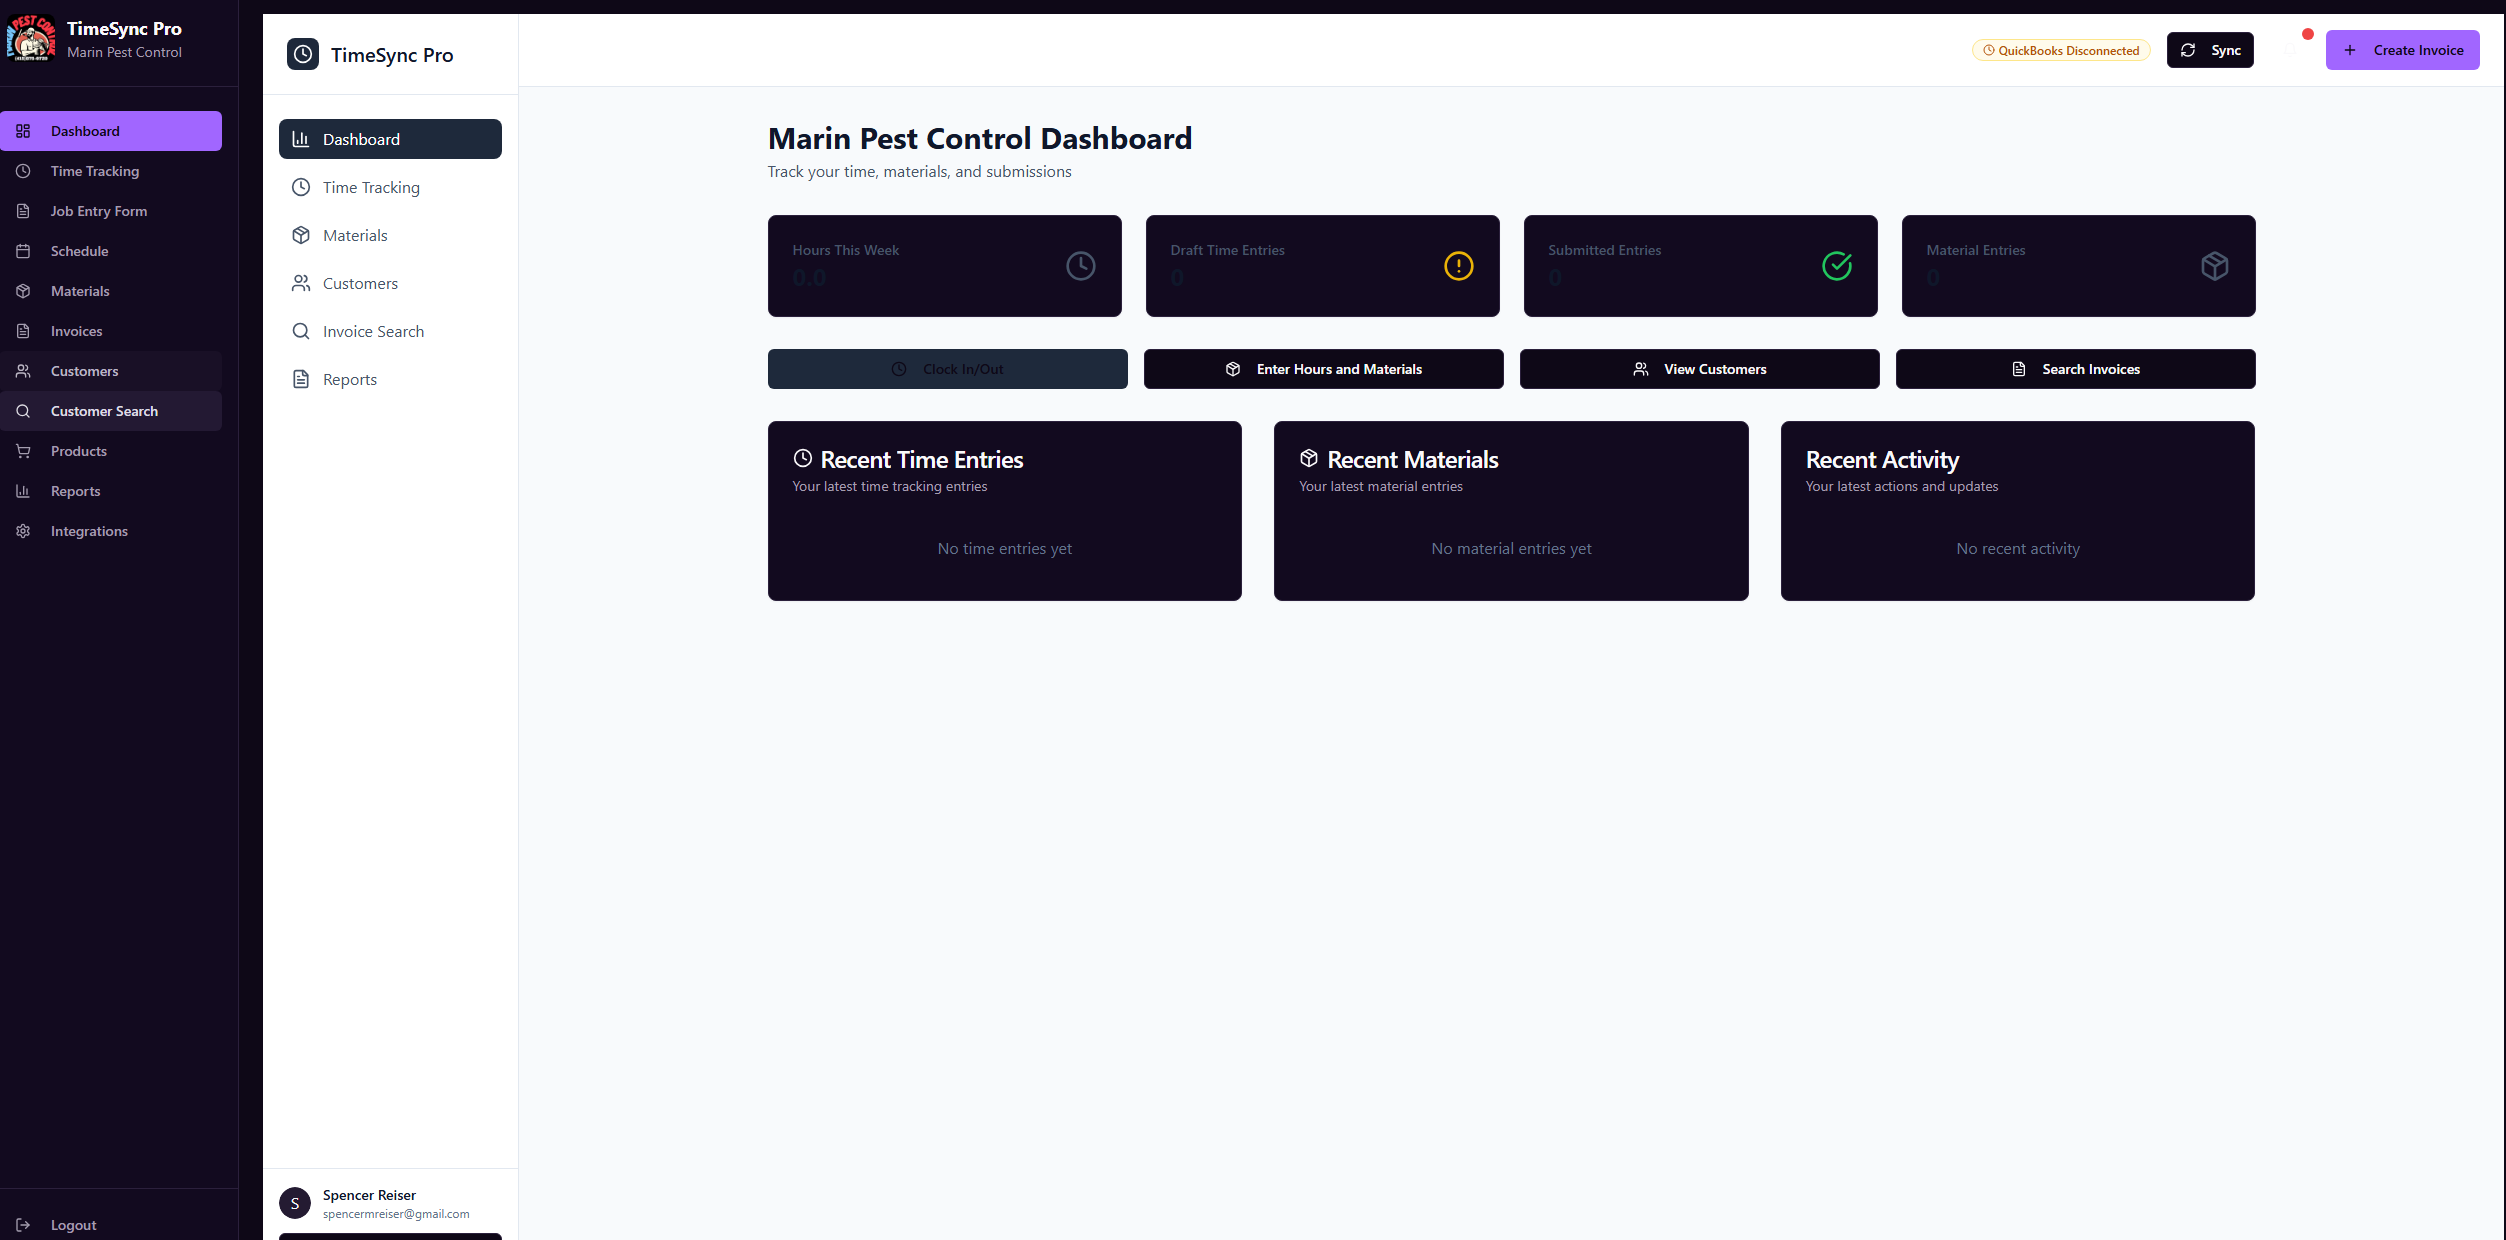 TimeSync Pro
Marin Pest Control
Dashboard
Time Tracking
Job Entry Form
Schedule
Materials
Invoices
Customers
Customer Search
Products
Reports
Integrations
Logout
TimeSync Pro
Dashboard
Time Tracking
Materials
Customers
Invoice Search
Reports
S
Spencer Reiser
spencermreiser@gmail.com
QuickBooks Disconnected
Sync
Create Invoice
Marin Pest Control Dashboard
Track your time, materials, and submissions
Hours This Week
0.0
Draft Time Entries
0
Submitted Entries
0
Material Entries
0
Clock In/Out
Enter Hours and Materials
View Customers
Search Invoices
Recent Time Entries
Your latest time tracking entries
No time entries yet
Recent Materials
Your latest material entries
No material entries yet
Recent Activity
Your latest actions and updates
No recent activity